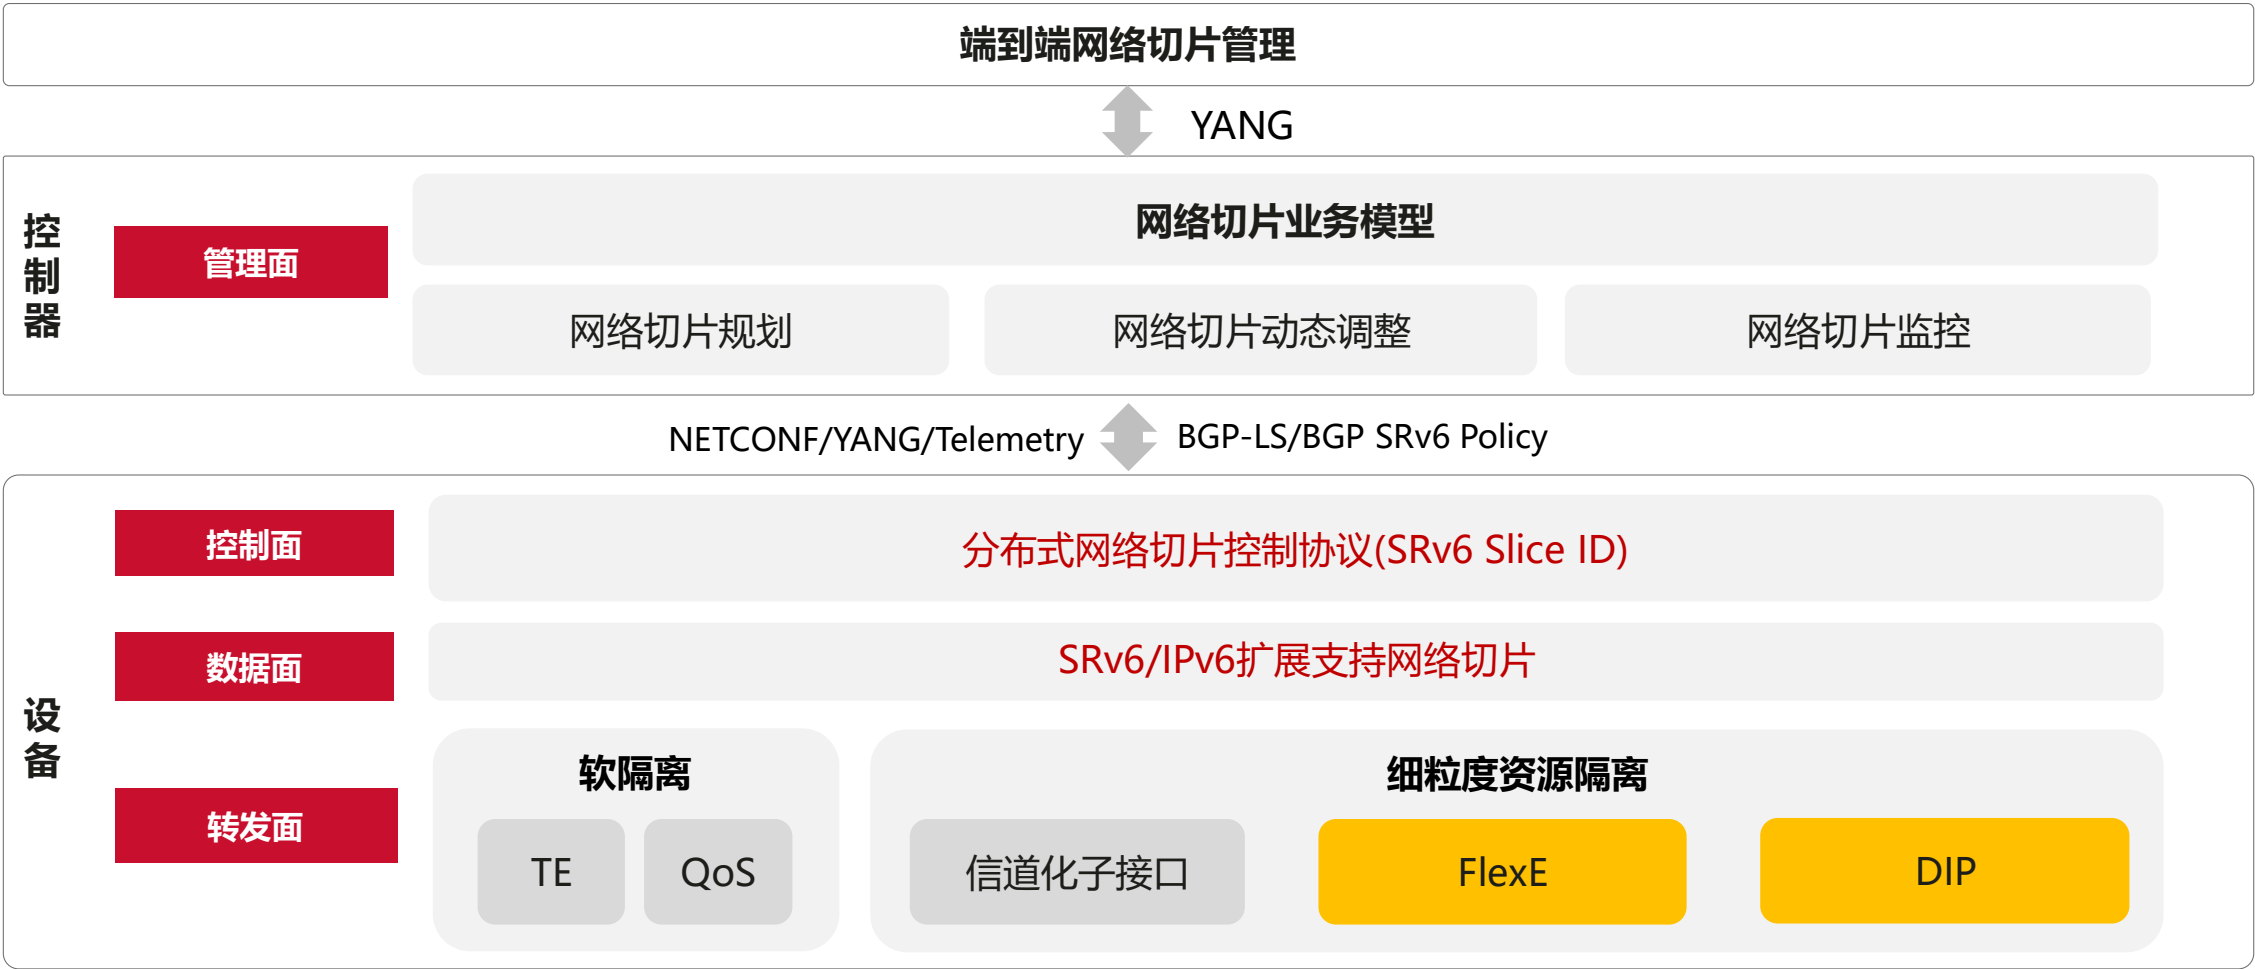 端到端网络切片管理
YANG
控制器
管理面
网络切片业务模型
网络切片规划
网络切片动态调整
网络切片监控
NETCONF/YANG/Telemetry
BGP-LS/BGP SRv6 Policy
设备
控制面
分布式网络切片控制协议(SRv6 Slice ID)
数据面
SRv6/IPv6扩展支持网络切片
转发面
软隔离
TE
QoS
细粒度资源隔离
信道化子接口
FlexE
DIP